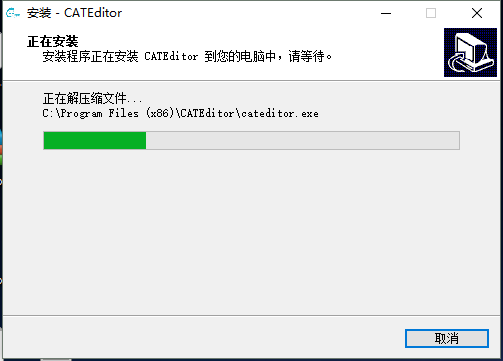 安装 - CATEditor
正在安装
安装程序正在安装 CATEditor 到您的电脑中，请等待。
正在解压缩文件...
C:\Program Files (x86)\CATEditor\cateditor.exe
取消